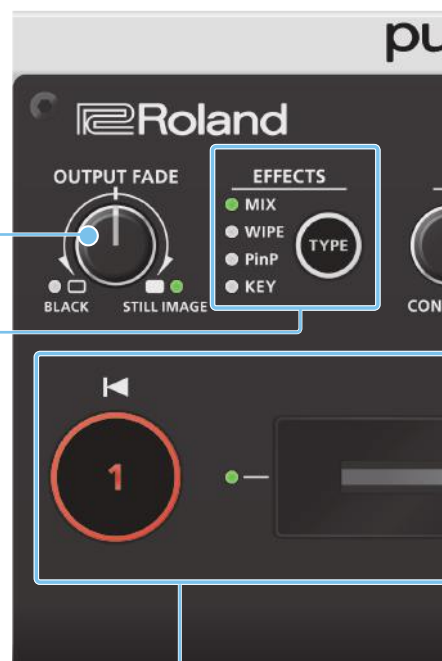 pu
Roland
OUTPUT FADE
EFFECTS
MIX
WIPE
PinP
KEY
TYPE
BLACK
STILL IMAGE
CON
1